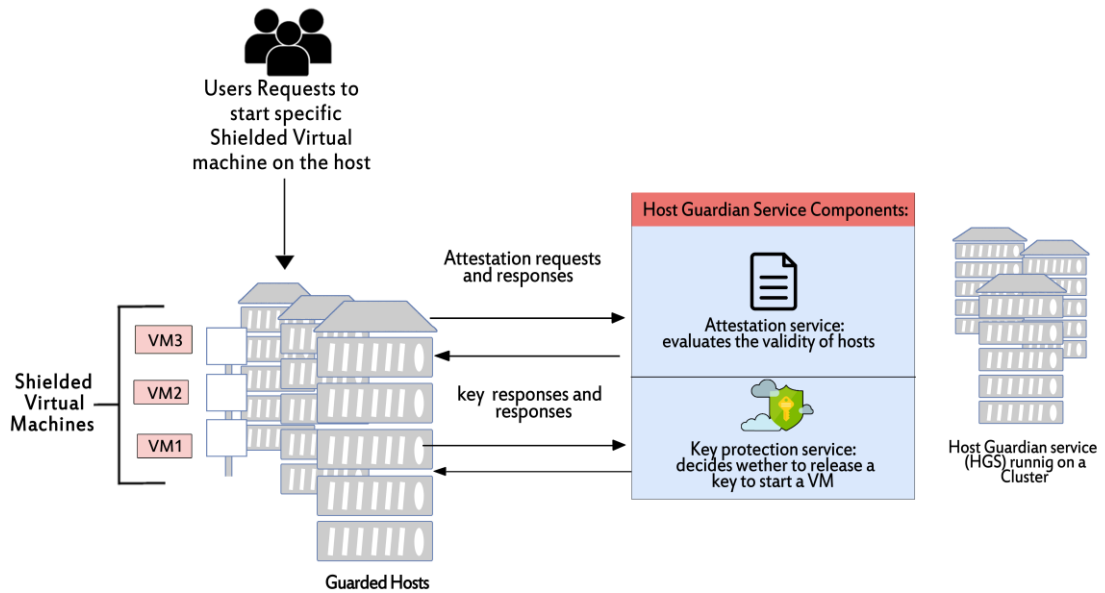 Users Requests to
start specific
Shielded Virtual
machine on the host
Host Guardian Service Components:
Attestation requests
and responses
Attestation service:
evaluates the validity of hosts
VM3
Shielded
Virtual
Machines
VM2
VM1
key responses and
responses
Key protection service:
decides wether to release a
key to start a VM
Host Guardian service
(HGS) runnig on a
Cluster
Guarded Hosts